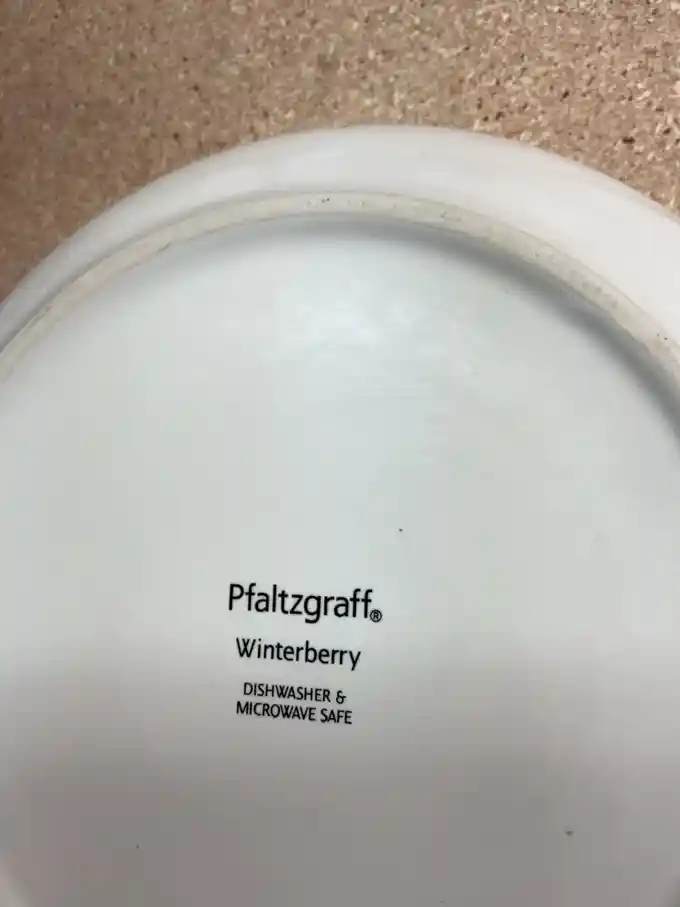 Pfaltzgraff®
Winterberry
DISHWASHER &
MICROWAVE SAFE